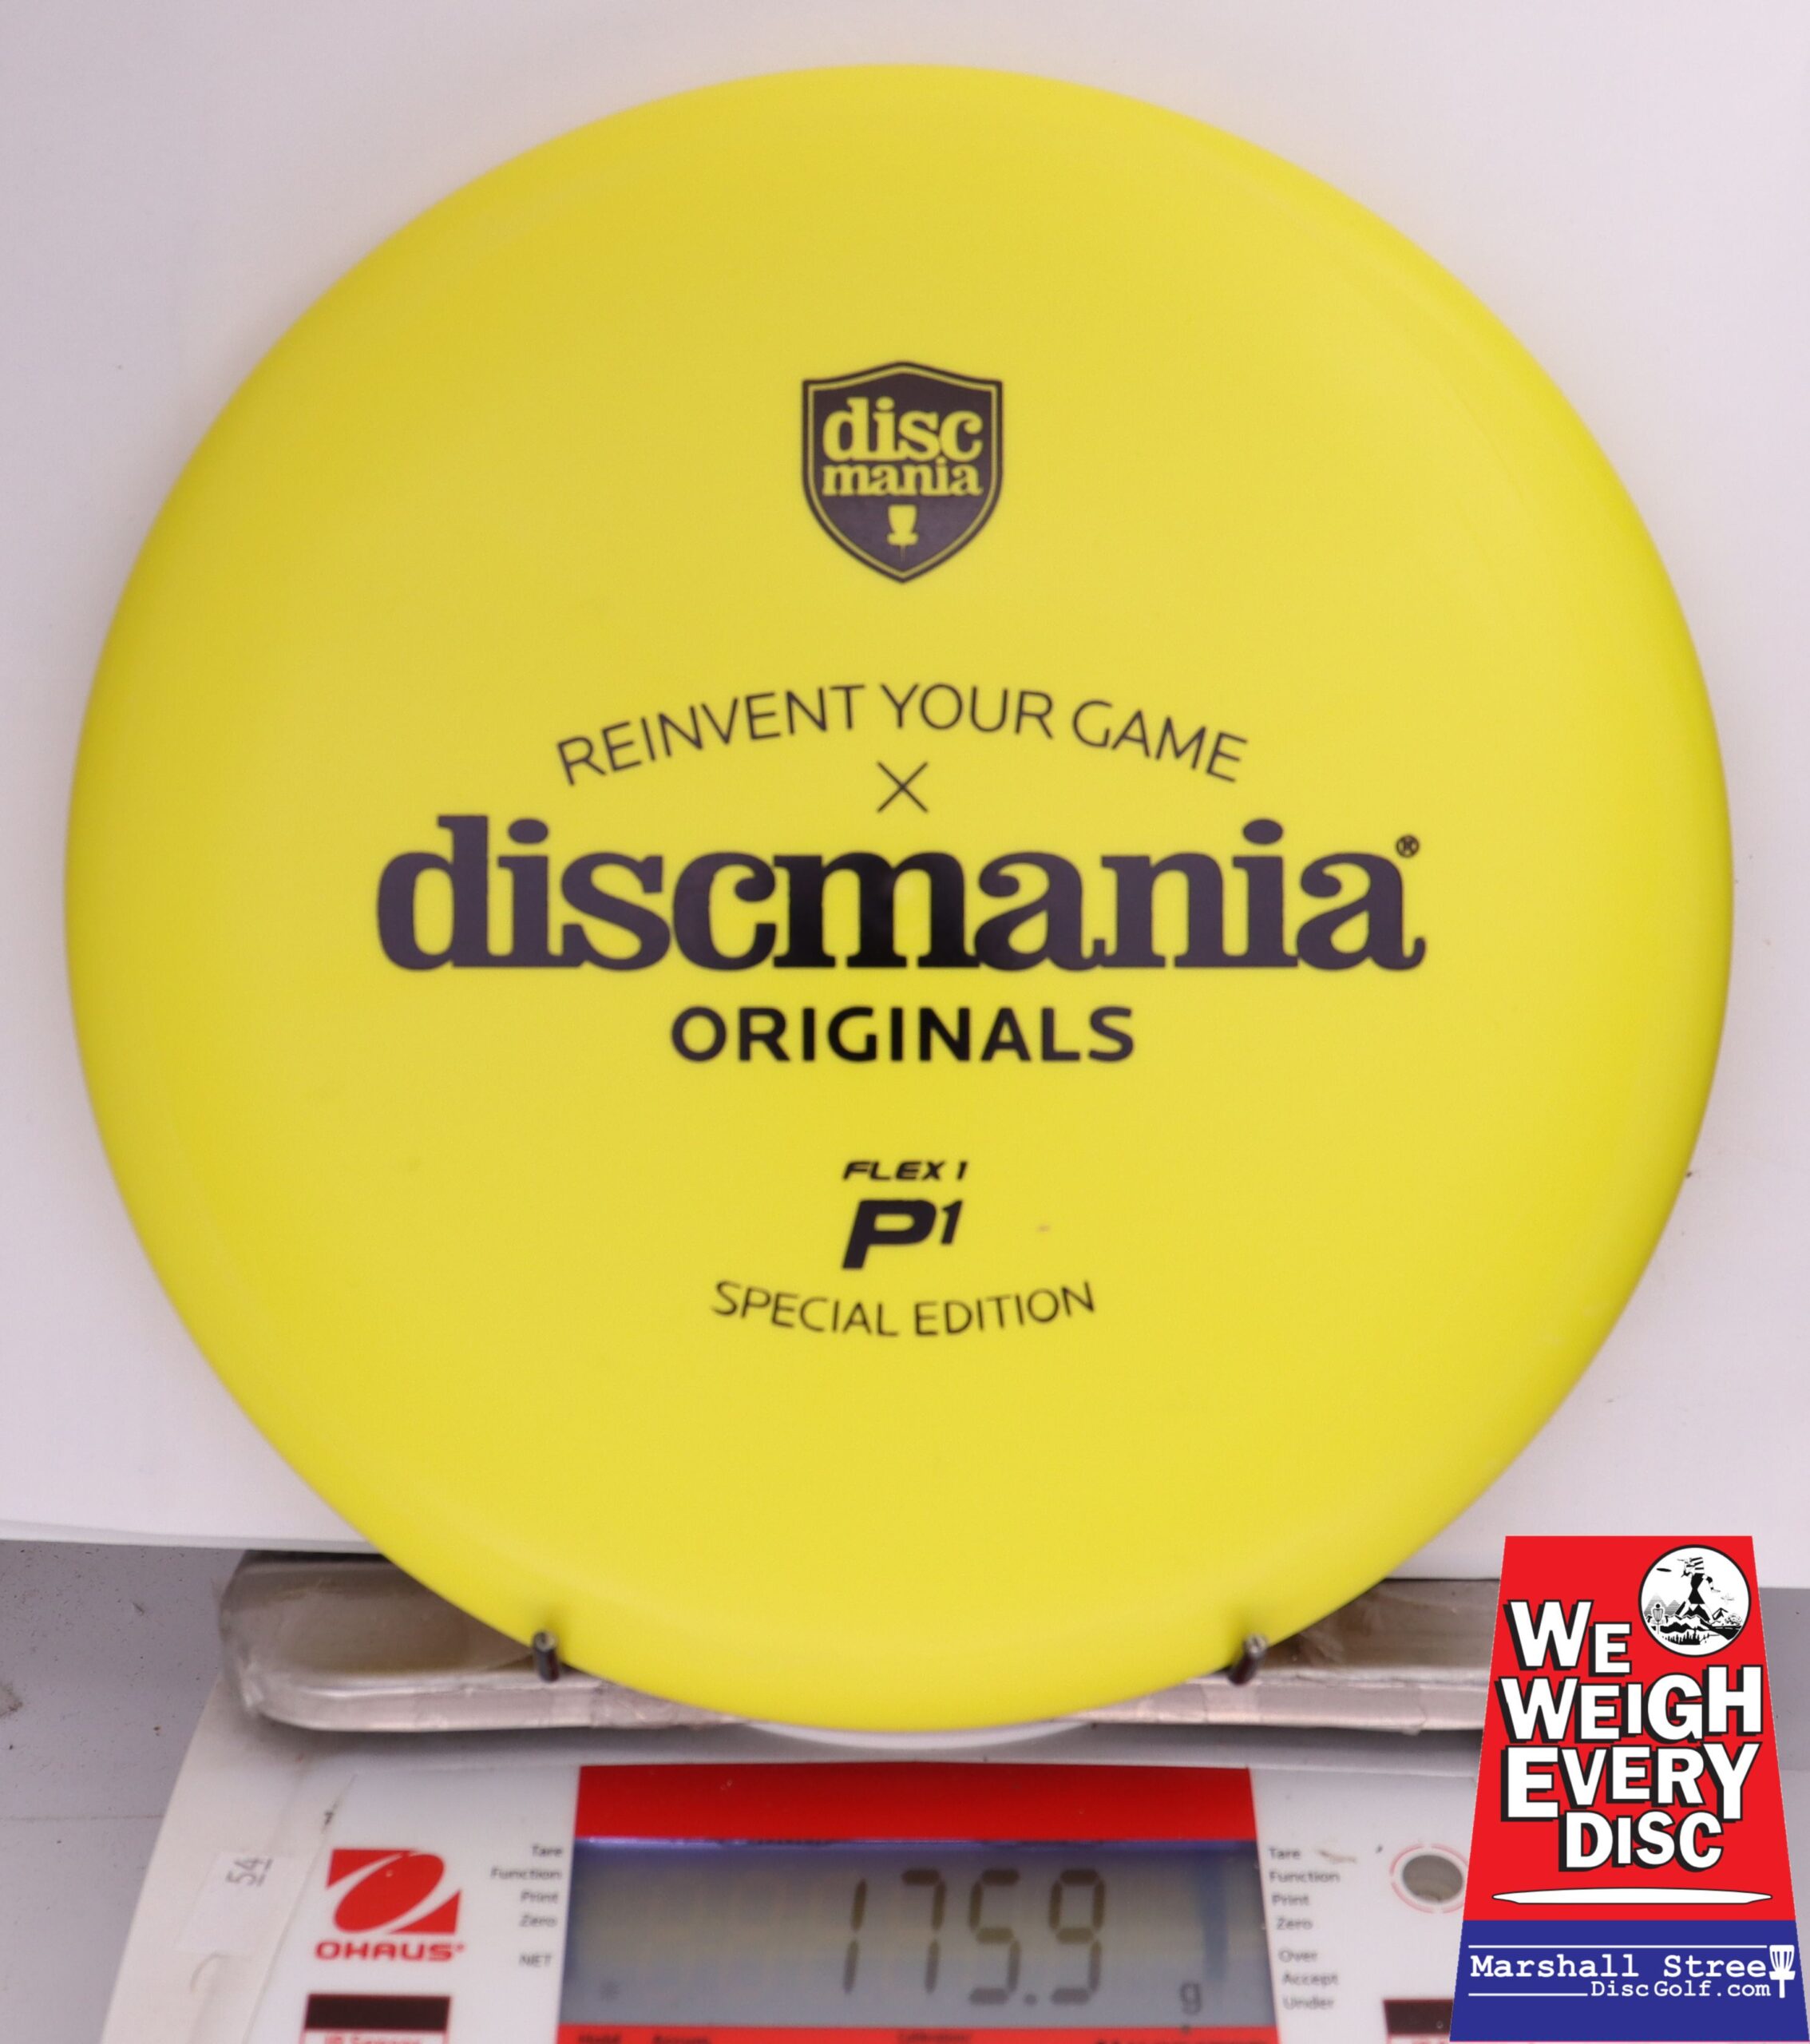 disc
mania
REINVENT YOUR GAME
X
discmania®
ORIGINALS
FLEX 1
P1
SPECIAL EDITION
WE
WEIGH
EVERY
DISC
Marshall Street
DiscGolf.com
54
OHAUS
Tare
Function
Print
Zero
NET
175.9
g
Tare
Function
Print
Zero
Over
Accept
Under